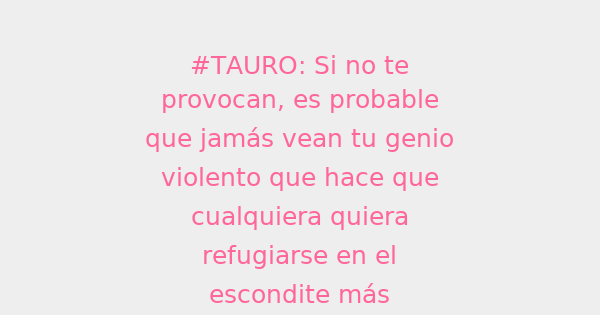 #TAURO: Si no te
provocan, es probable
que jamás vean tu genio
violento que hace que
cualquiera quiera
refugiarse en el
escondite más